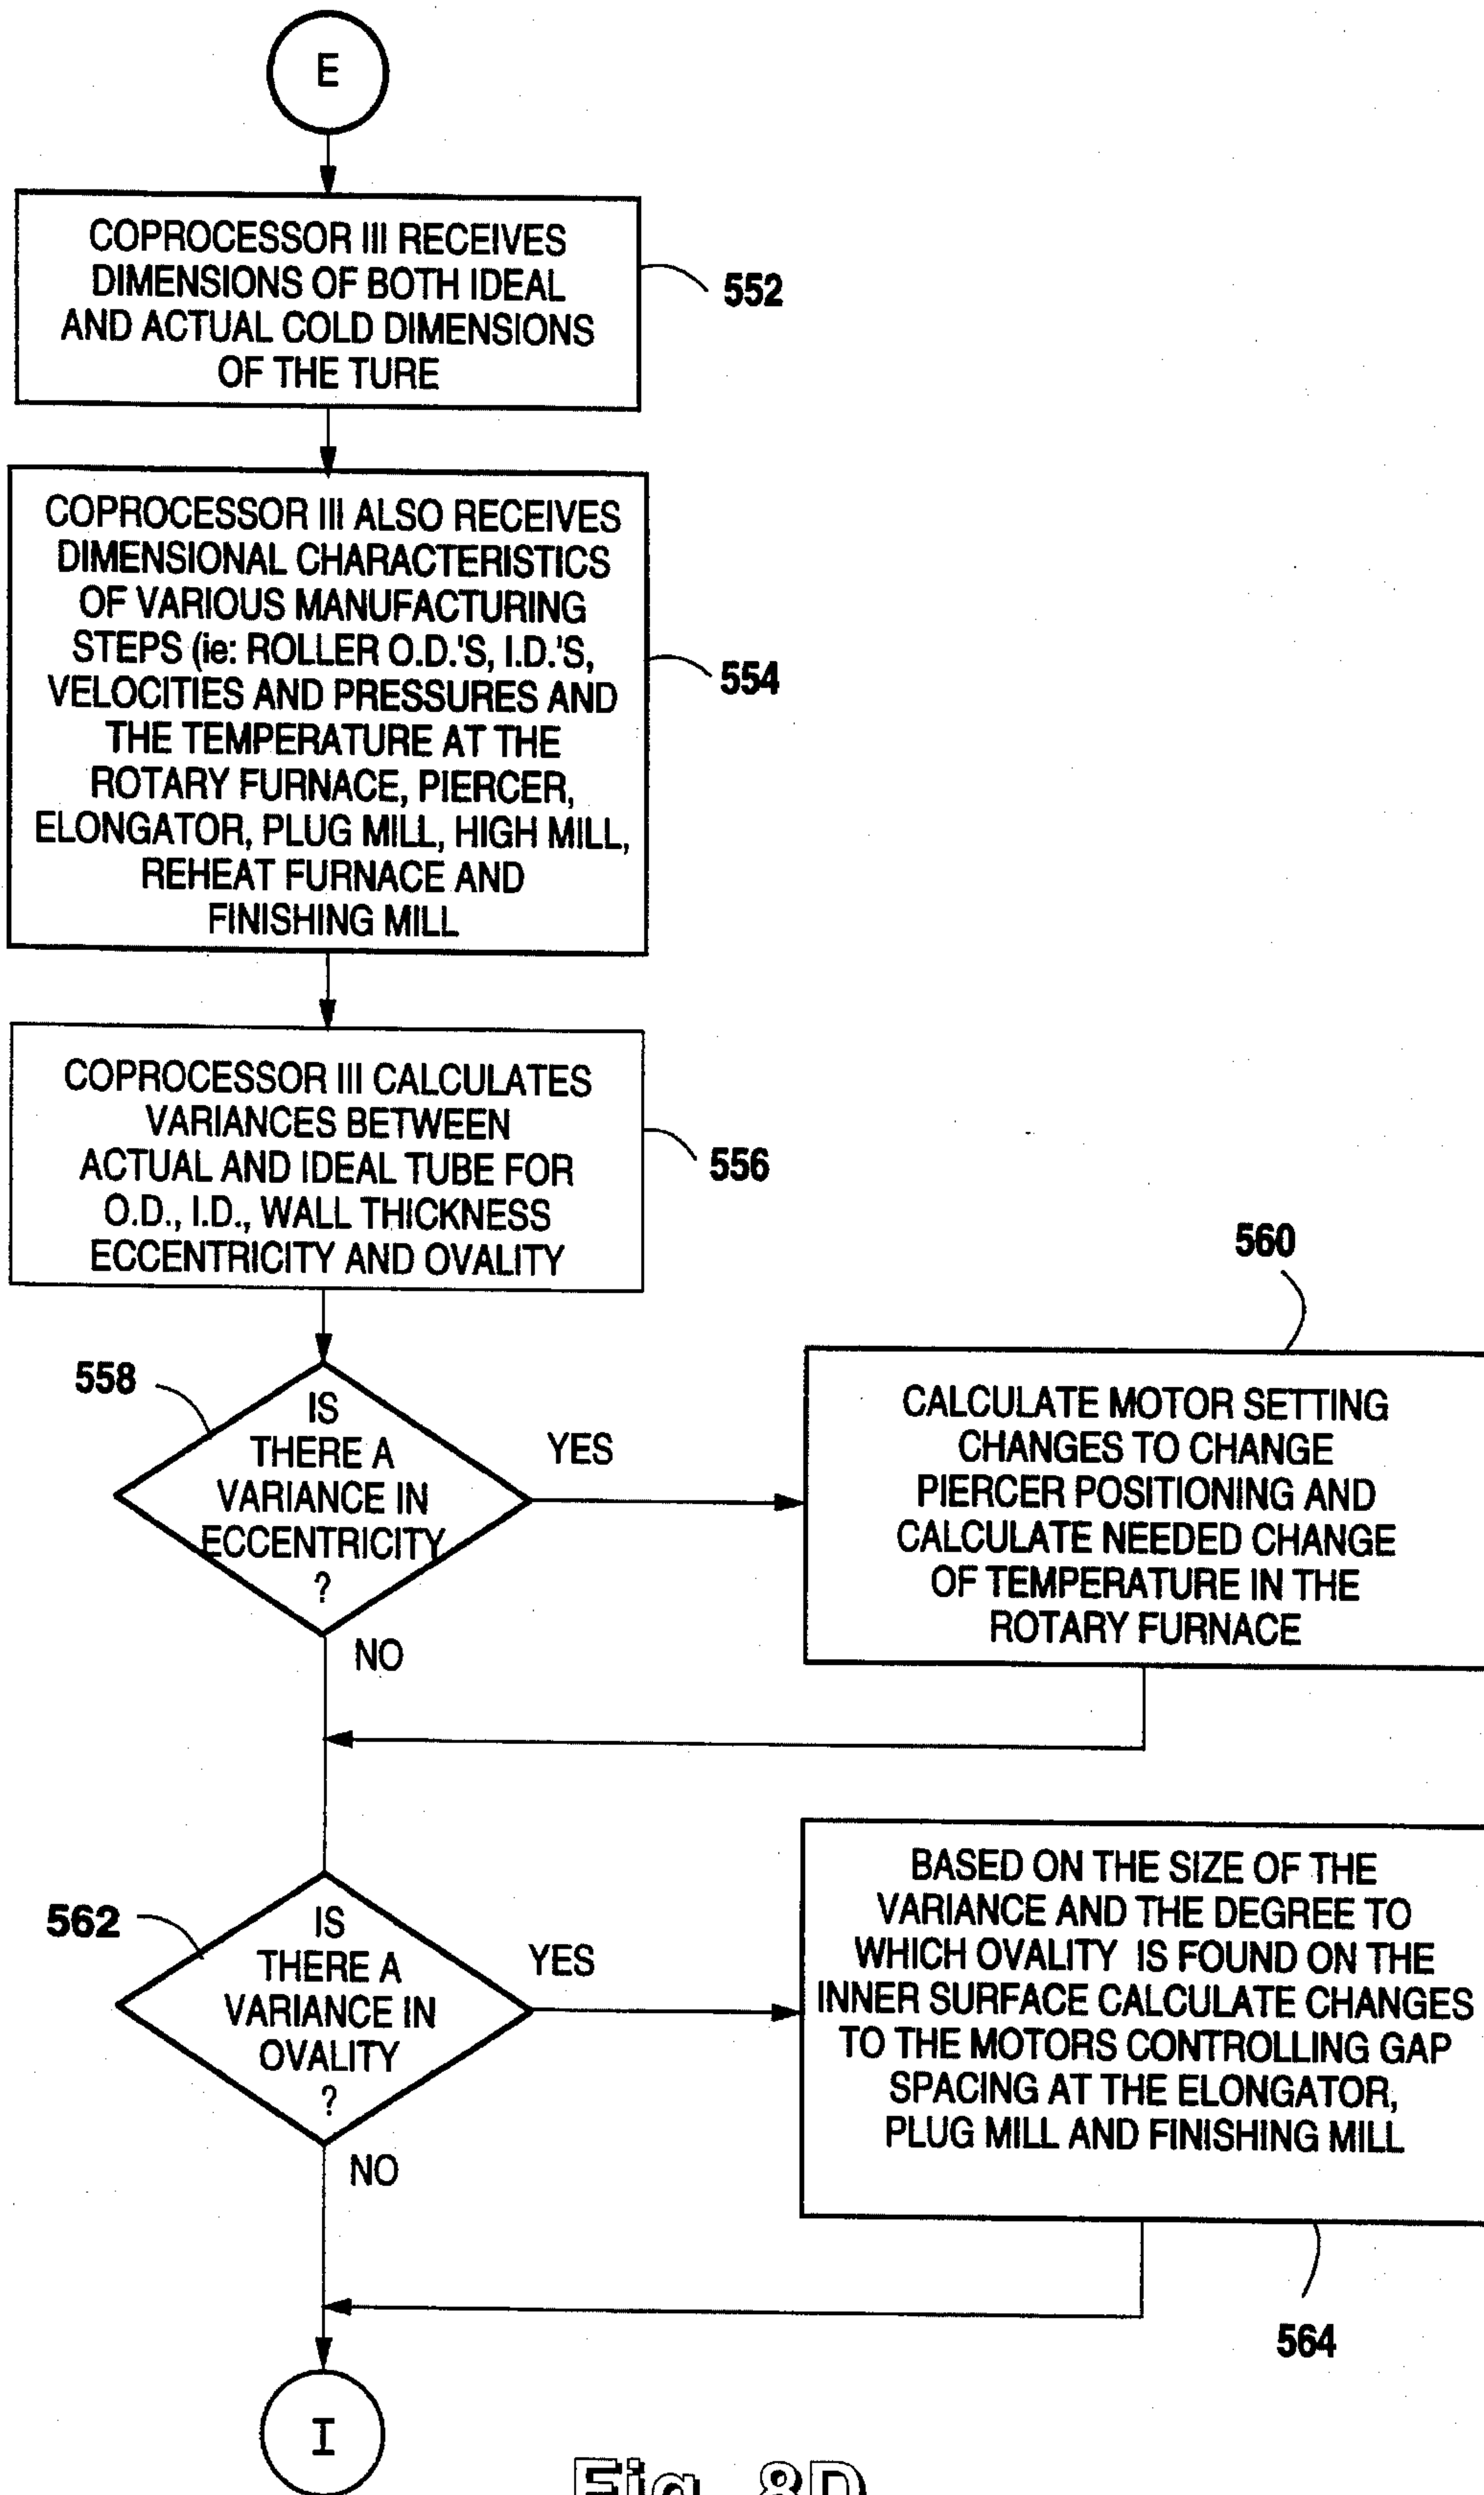 E
COPROCESSOR III RECEIVES
DIMENSIONS OF BOTH IDEAL
AND ACTUAL COLD DIMENSIONS
OF THE TURE
552
COPROCESSOR III ALSO RECEIVES
DIMENSIONAL CHARACTERISTICS
OF VARIOUS MANUFACTURING
STEPS (ie: ROLLER O.D.'S, I.D.'S,
VELOCITIES AND PRESSURES AND
THE TEMPERATURE AT THE
ROTARY FURNACE, PIERCER,
ELONGATOR, PLUG MILL, HIGH MILL,
REHEAT FURNACE AND
FINISHING MILL
554
COPROCESSOR III CALCULATES
VARIANCES BETWEEN
ACTUAL AND IDEAL TUBE FOR
O.D., I.D., WALL THICKNESS
ECCENTRICITY AND OVALITY
556
558
IS
THERE A
VARIANCE IN
ECCENTRICITY
?
YES
NO
560
CALCULATE MOTOR SETTING
CHANGES TO CHANGE
PIERCER POSITIONING AND
CALCULATE NEEDED CHANGE
OF TEMPERATURE IN THE
ROTARY FURNACE
562
IS
THERE A
VARIANCE IN
OVALITY
?
YES
NO
BASED ON THE SIZE OF THE
VARIANCE AND THE DEGREE TO
WHICH OVALITY IS FOUND ON THE
INNER SURFACE CALCULATE CHANGES
TO THE MOTORS CONTROLLING GAP
SPACING AT THE ELONGATOR,
PLUG MILL AND FINISHING MILL
564
I
Fig. 8D